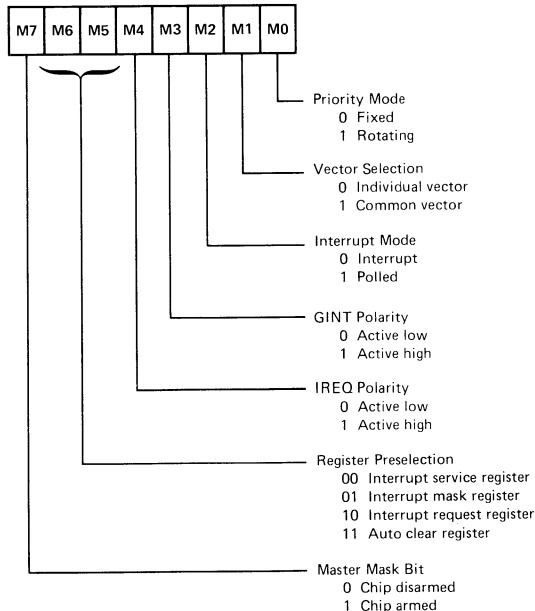 M7 M6 M5 M4 M3 M2 M1 M0
Priority Mode
0 Fixed
1 Rotating
Vector Selection
0 Individual vector
1 Common vector
Interrupt Mode
0 Interrupt
1 Polled
GINT Polarity
0 Active low
1 Active high
IREQ Polarity
0 Active low
1 Active high
Register Preselection
00 Interrupt service register
01 Interrupt mask register
10 Interrupt request register
11 Auto clear register
Master Mask Bit
0 Chip disarmed
1 Chip armed